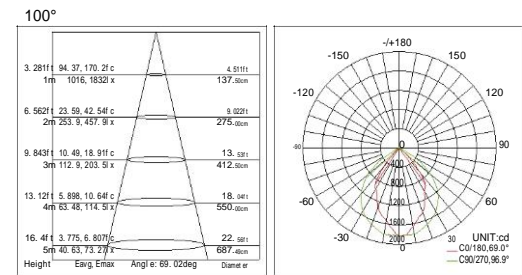 100°
3. 281ft 94. 37, 170. 2fc 4. 511ft
1m 1016, 1832lx 137.50cm
6. 562ft 23. 59, 42. 54fc 9. 022ft
2m 253. 9, 457. 9lx 275.00cm
9. 843ft 10. 49, 18. 91fc 13. 53ft
3m 112. 9, 203. 5lx 412.50cm
13. 12ft 5. 898, 10. 64fc 18. 04ft
4m 63. 48, 114. 5lx 550.00cm
16. 4ft 3. 775, 6. 807fc 22. 56ft
5m 40. 63, 73. 27lx 687.49cm
Height Eavg, Emax Angle: 69. 02deg Diameter
-/+180
-150 150
-120 120
-90 0 90
400
800
1200
1600
2000
-60 60
-30 0 30
UNIT:cd
C0/180,69.0°
C90/270,96.9°